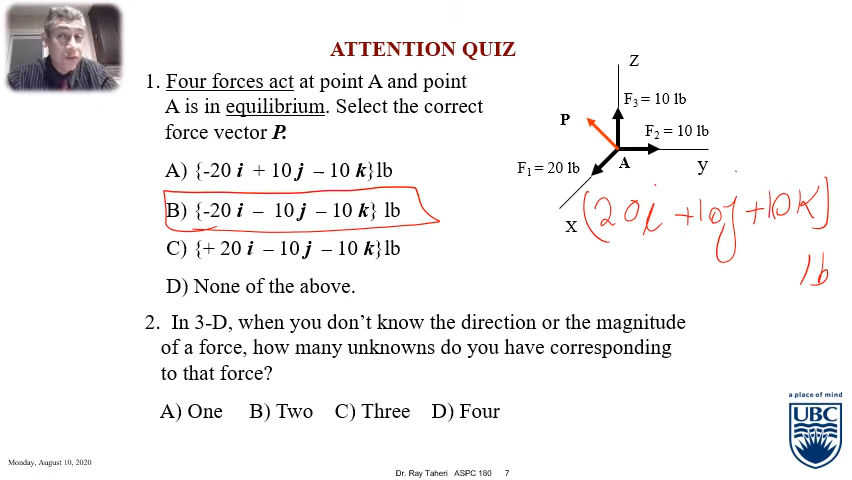 ATTENTION QUIZ
1. Four forces act at point A and point
A is in equilibrium. Select the correct
force vector P.
A) {-20 i + 10 j – 10 k}lb
B) {-20 i – 10 j – 10 k} lb
C) {+ 20 i – 10 j – 10 k}lb
D) None of the above.
Z
F3 = 10 lb
P
F2 = 10 lb
F1 = 20 lb
A
y
x
(20i +10j +10k)
lb
2. In 3-D, when you don’t know the direction or the magnitude
of a force, how many unknowns do you have corresponding
to that force?
A) One B) Two C) Three D) Four
a place of mind
UBC
Monday, August 10, 2020
Dr. Ray Taheri ASPC 180 7